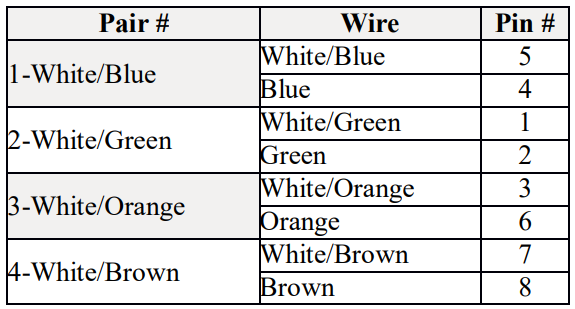 Pair # Wire Pin #
1-White/Blue White/Blue 5
Blue 4
2-White/Green White/Green 1
Green 2
3-White/Orange White/Orange 3
Orange 6
4-White/Brown White/Brown 7
Brown 8